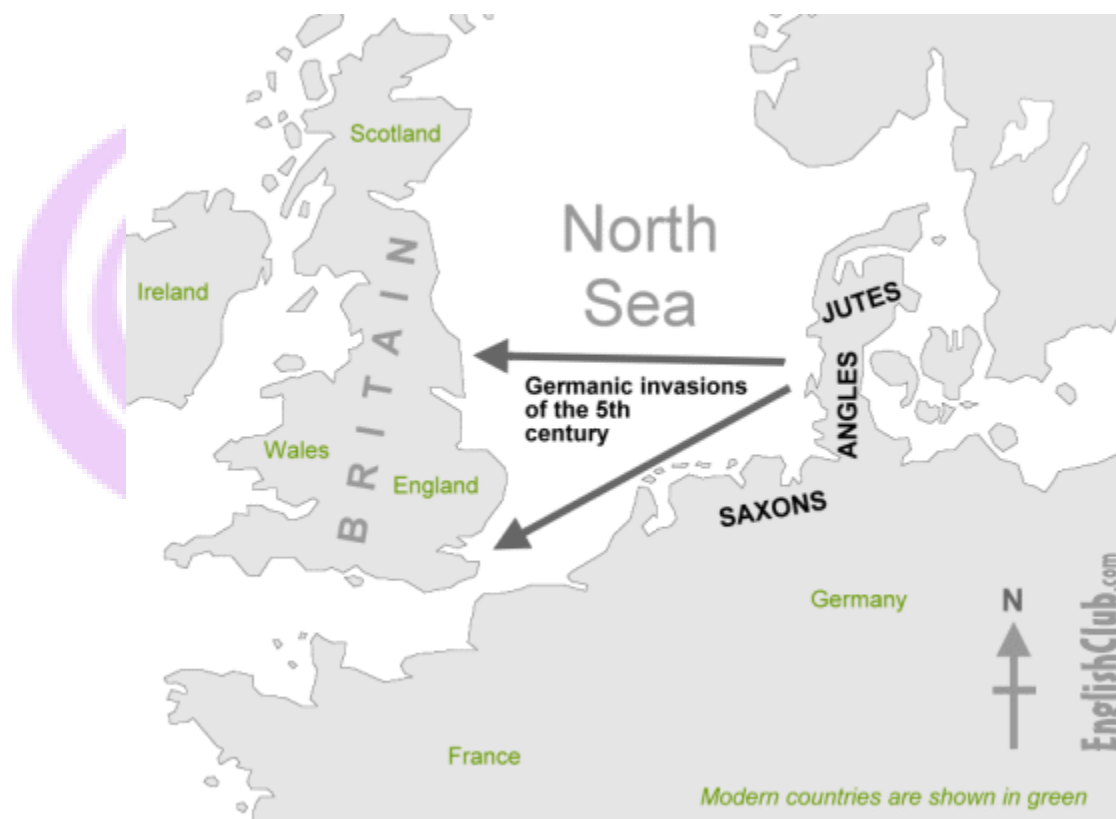 Scotland
North
Sea
BRITAIN
Ireland
JUTES
ANGLES
Germanic invasions
of the 5th
century
Wales
England
SAXONS
Germany
N
EnglishClub.com
France
Modern countries are shown in green